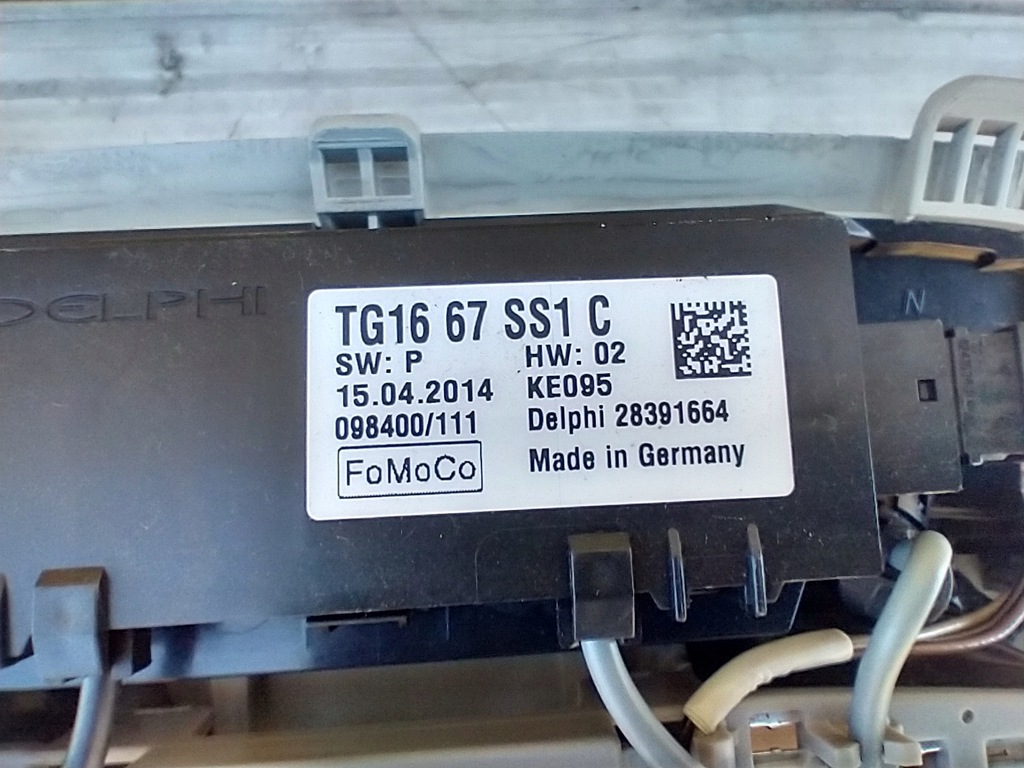 DELPHI
TG16 67 SS1 C
SW: P HW: 02
15.04.2014 KE095
098400/111 Delphi 28391664
FoMoCo Made in Germany
N